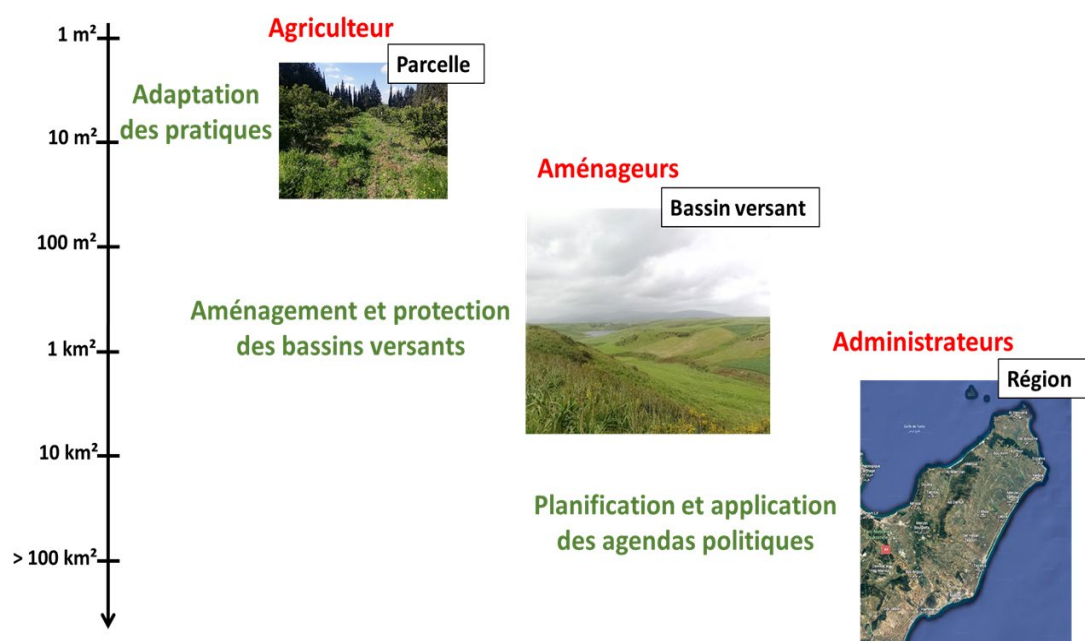 1 m²
10 m²
100 m²
1 km²
10 km²
> 100 km²
Agriculteur
Parcelle
Adaptation
des pratiques
Aménageurs
Bassin versant
Aménagement et protection
des bassins versants
Administrateurs
Région
Planification et application
des agendas politiques